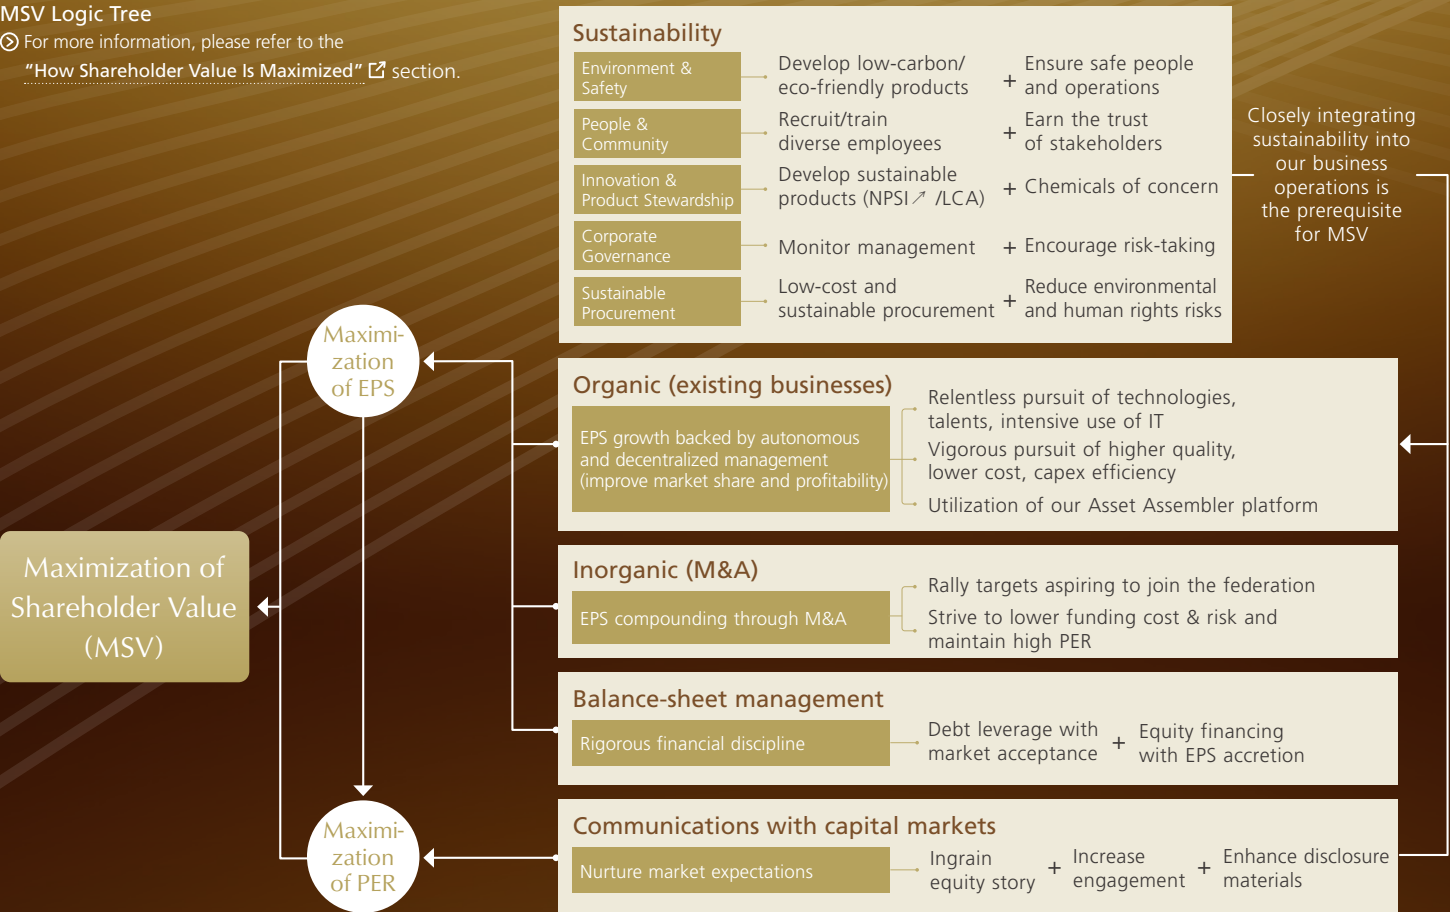 MSV Logic Tree
For more information, please refer to the
“How Shareholder Value Is Maximized” section.
Sustainability
Environment &
Safety
Develop low-carbon/
eco-friendly products
+
Ensure safe people
and operations
People &
Community
Recruit/train
diverse employees
+
Earn the trust
of stakeholders
Innovation &
Product Stewardship
Develop sustainable
products (NPSI↗ /LCA)
+
Chemicals of concern
Corporate
Governance
Monitor management
+
Encourage risk-taking
Sustainable
Procurement
Low-cost and
sustainable procurement
+
Reduce environmental
and human rights risks
Closely integrating
sustainability into
our business
operations is
the prerequisite
for MSV
Maximi-
zation
of EPS
Organic (existing businesses)
EPS growth backed by autonomous
and decentralized management
(improve market share and profitability)
Relentless pursuit of technologies,
talents, intensive use of IT
Vigorous pursuit of higher quality,
lower cost, capex efficiency
Utilization of our Asset Assembler platform
Maximization of
Shareholder Value
(MSV)
Inorganic (M&A)
EPS compounding through M&A
Rally targets aspiring to join the federation
Strive to lower funding cost & risk and
maintain high PER
Balance-sheet management
Rigorous financial discipline
Debt leverage with
market acceptance
+
Equity financing
with EPS accretion
Maximi-
zation
of PER
Communications with capital markets
Nurture market expectations
Ingrain
equity story
+
Increase
engagement
+
Enhance disclosure
materials